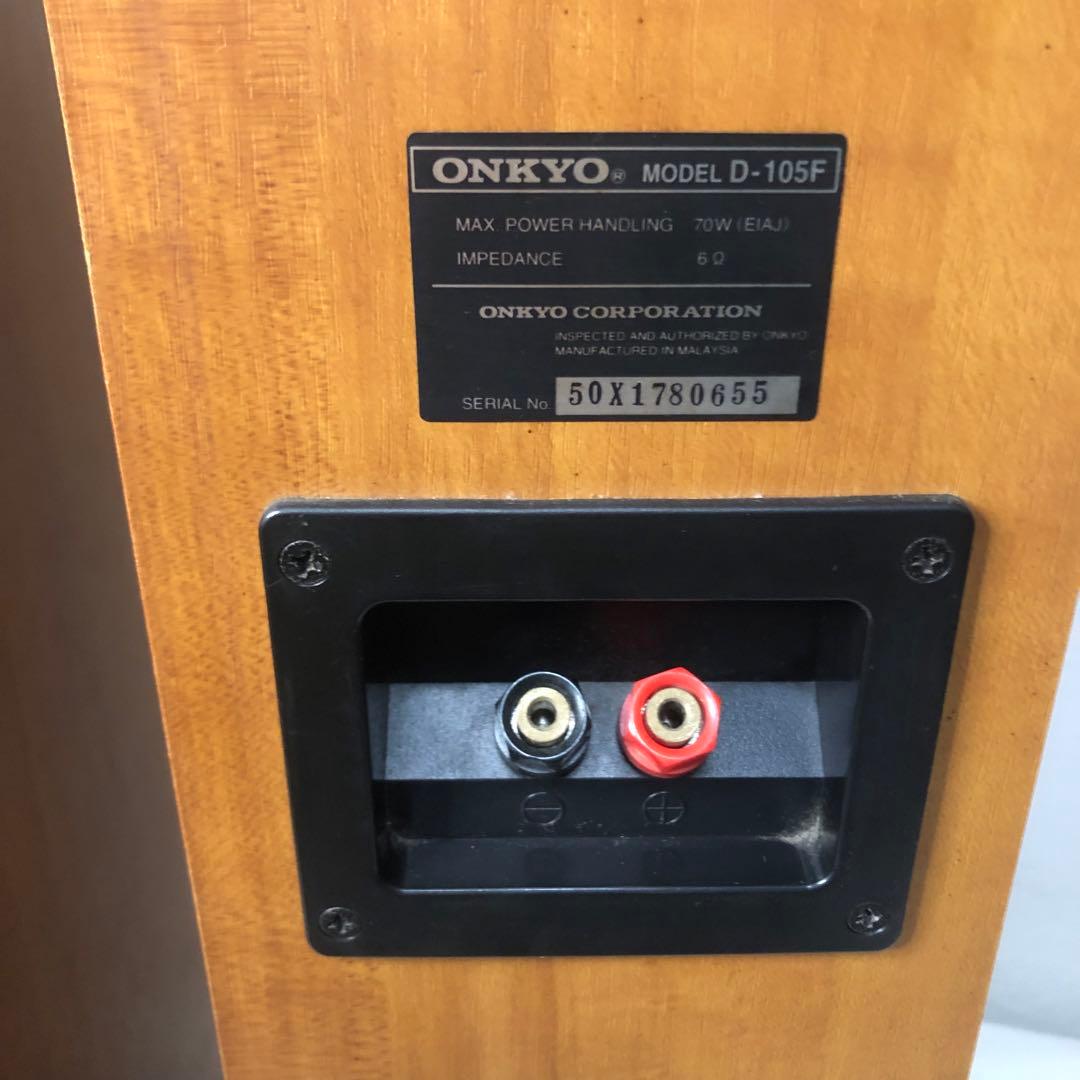 ONKYO® MODEL D-105F
MAX. POWER HANDLING 70W (EIAJ)
IMPEDANCE 6 Ω
ONKYO CORPORATION
INSPECTED AND AUTHORIZED BY ONKYO
MANUFACTURED IN MALAYSIA
SERIAL No. 50X1780655
⊖ ⊕